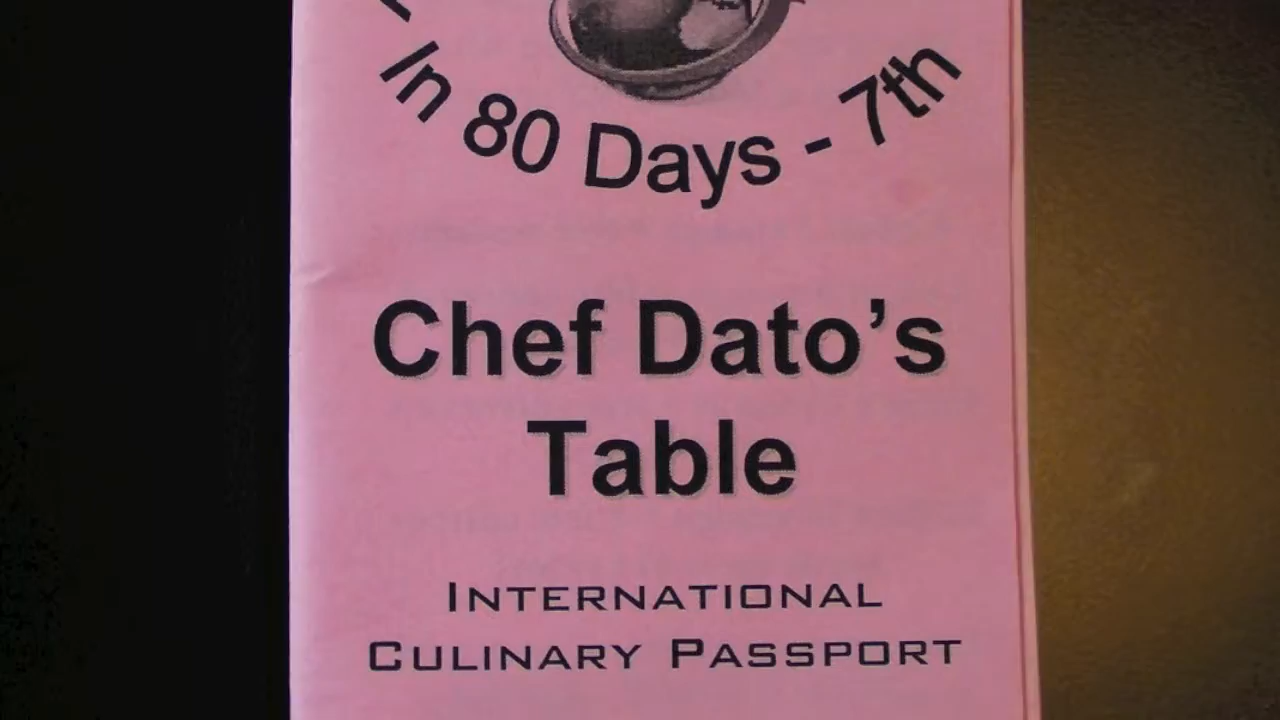 In 80 Days - 7th
Chef Dato's
Table
INTERNATIONAL
CULINARY PASSPORT